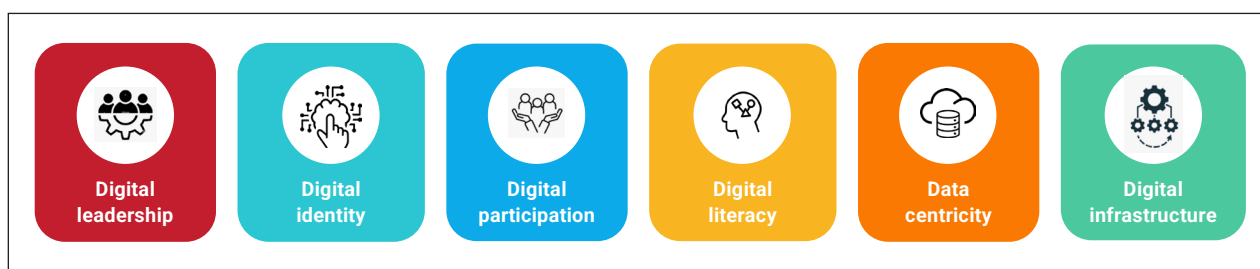 Digital
leadership
Digital
identity
Digital
participation
Digital
literacy
Data
centricity
Digital
infrastructure